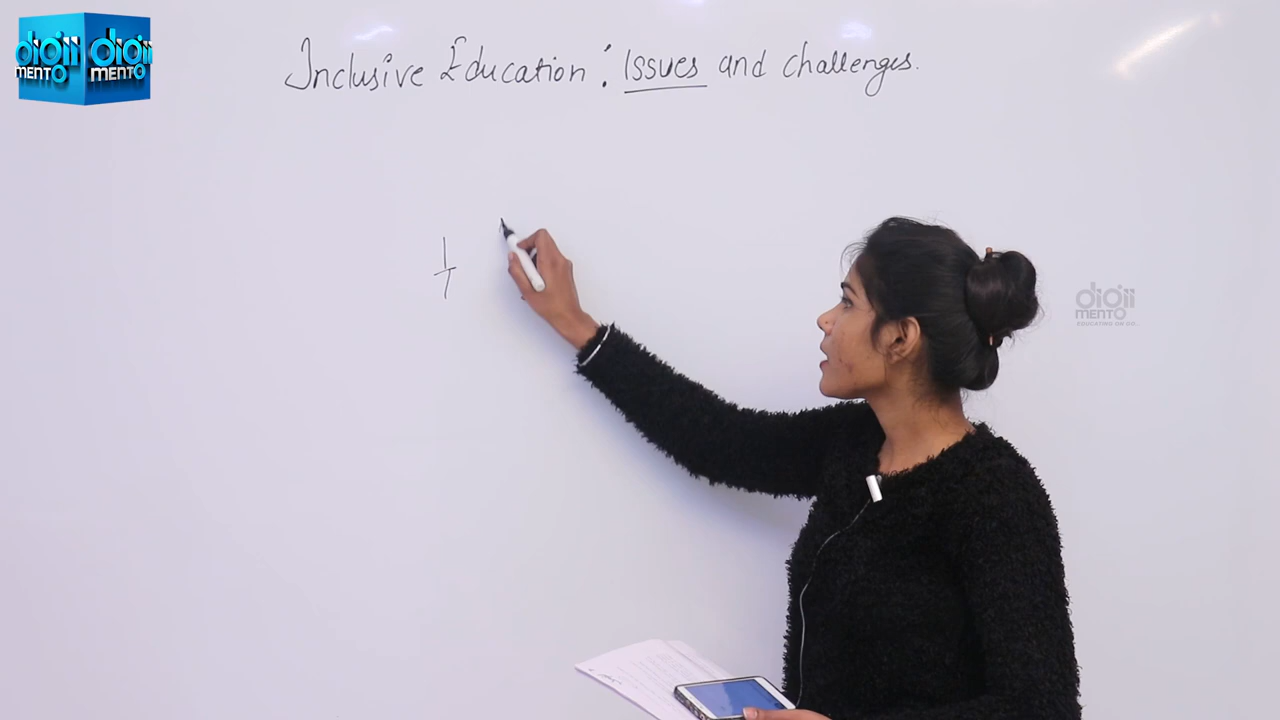 digii digii
MENTO MENTO
Inclusive Education : Issues and challenges.
digii
MENTO